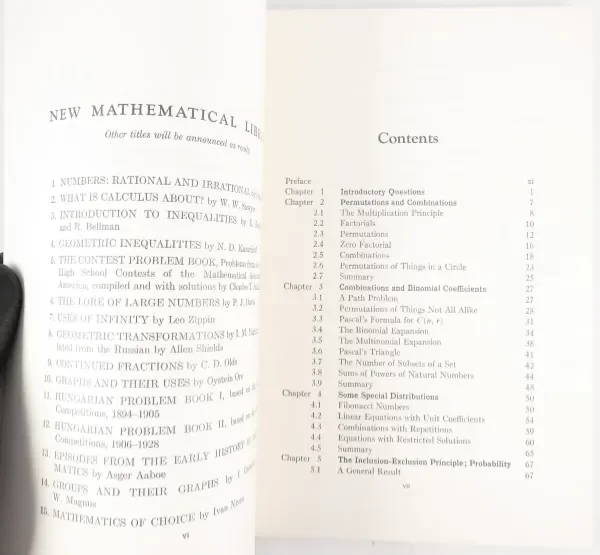 NEW MATHEMATICAL
Other titles will be announced as ready
1. NUMBERS: RATIONAL AND IRRATIONAL by
2. WHAT IS CALCULUS ABOUT? by W. W. Sawyer
3. INTRODUCTION TO INEQUALITIES by
and R. Bellman
4. GEOMETRIC INEQUALITIES by N. D.
5. THE CONTEST PROBLEM BOOK, Problems from the
High School Contests of the Mathematical
America, compiled and with solutions by Charles T.
6. THE LORE OF LARGE NUMBERS by P. J. Davis
7. USES OF INFINITY by Leo Zippin
8. GEOMETRIC TRANSFORMATIONS by I. M.
lated from the Russian by Allen Shields
9. CONTINUED FRACTIONS by C. D. Olds
10. GRAPHS AND THEIR USES by Oystein Ore
11. HUNGARIAN PROBLEM BOOK I, based on the
Competitions, 1894–1905
12. HUNGARIAN PROBLEM BOOK II, based on the
Competitions, 1906–1928
13. EPISODES FROM THE EARLY HISTORY
MATICS by Asger Aaboe
14. GROUPS AND THEIR GRAPHS by I.
W. Magnus
15. MATHEMATICS OF CHOICE by Ivan Niven
vi
Contents
Preface xi
Chapter 1 Introductory Questions 1
Chapter 2 Permutations and Combinations 7
2.1 The Multiplication Principle 8
2.2 Factorials 10
2.3 Permutations 12
2.4 Zero Factorial 16
2.5 Combinations 18
2.6 Permutations of Things in a Circle 23
2.7 Summary 25
Chapter 3 Combinations and Binomial Coefficients 27
3.1 A Path Problem 27
3.2 Permutations of Things Not All Alike 28
3.3 Pascal's Formula for C(n, r) 31
3.4 The Binomial Expansion 34
3.5 The Multinomial Expansion 38
3.6 Pascal's Triangle 41
3.7 The Number of Subsets of a Set 42
3.8 Sums of Powers of Natural Numbers 44
3.9 Summary 48
Chapter 4 Some Special Distributions 50
4.1 Fibonacci Numbers 50
4.2 Linear Equations with Unit Coefficients 54
4.3 Combinations with Repetitions 59
4.4 Equations with Restricted Solutions 60
4.5 Summary 65
Chapter 5 The Inclusion-Exclusion Principle; Probability 67
5.1 A General Result 67
vii